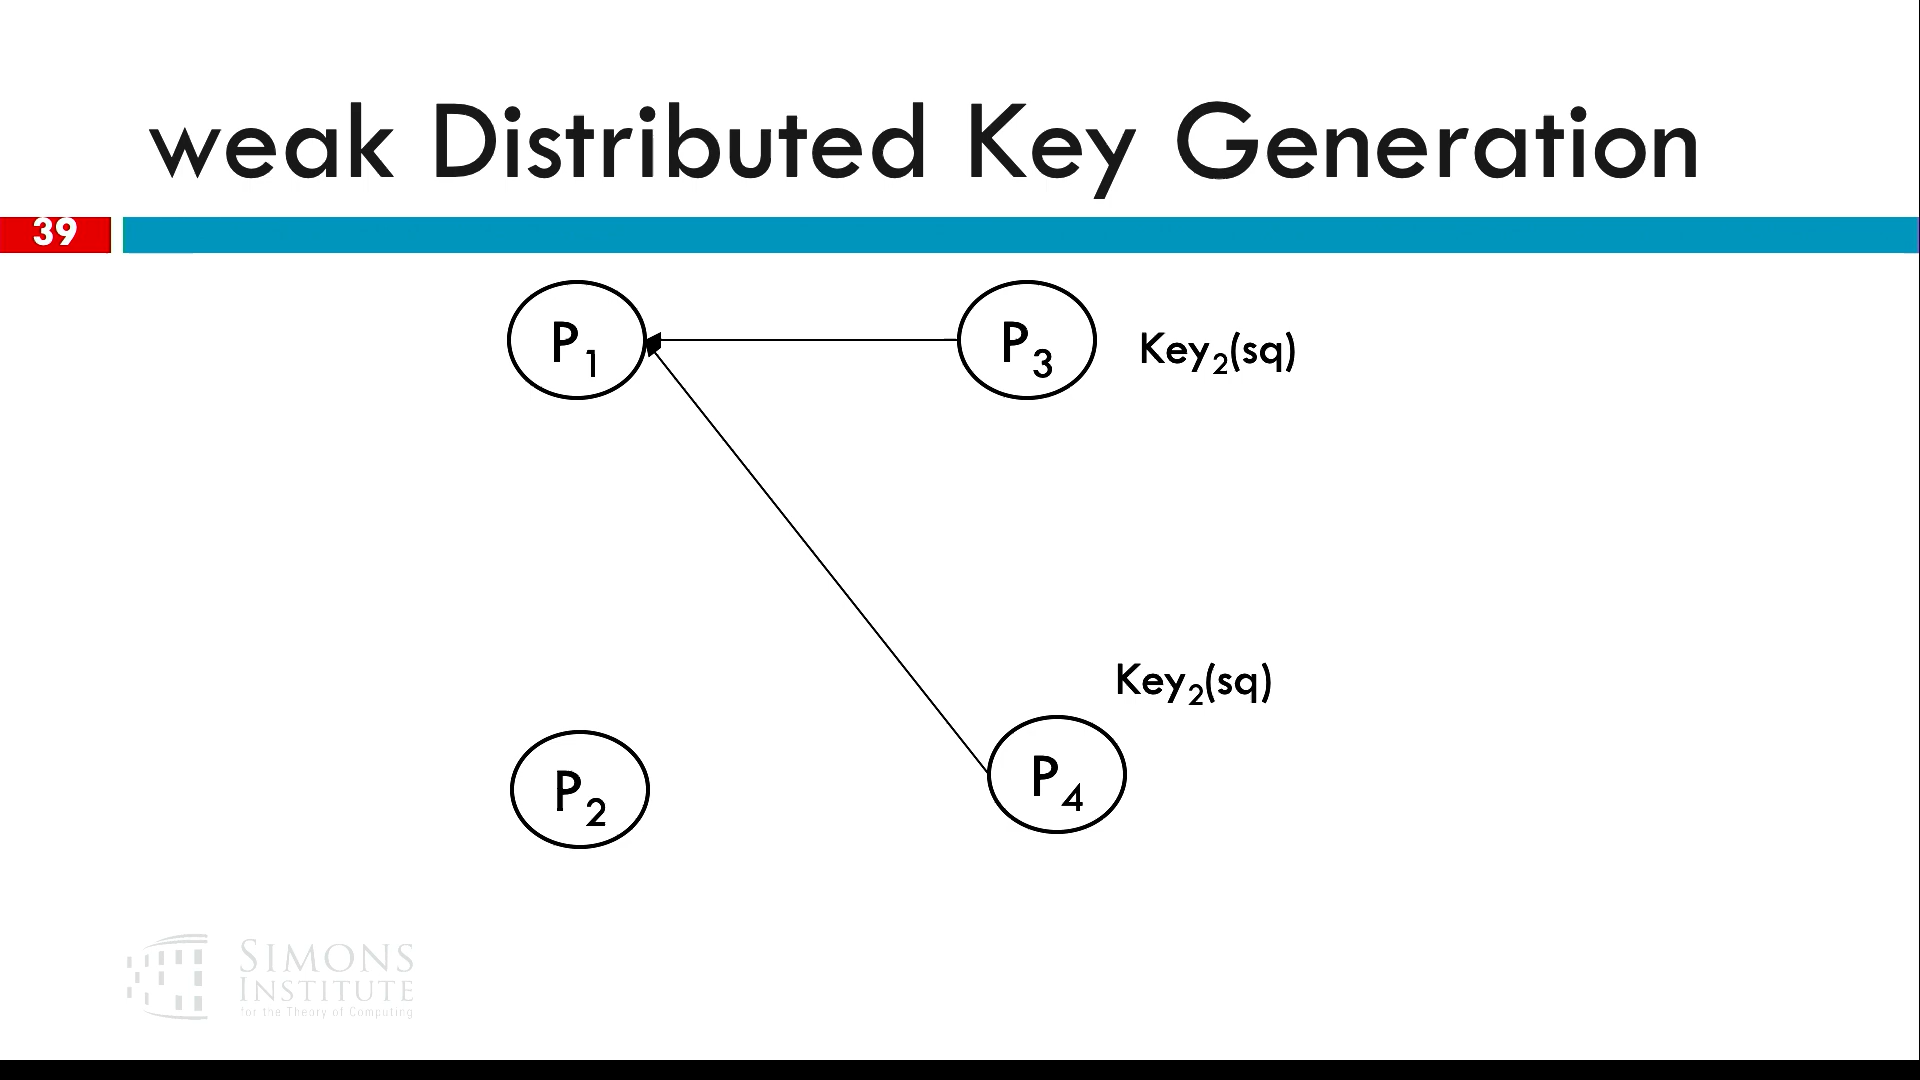 weak Distributed Key Generation
39
P1
P3
Key2(sq)
Key2(sq)
P2
P4
SIMONS
INSTITUTE
for the Theory of Computing